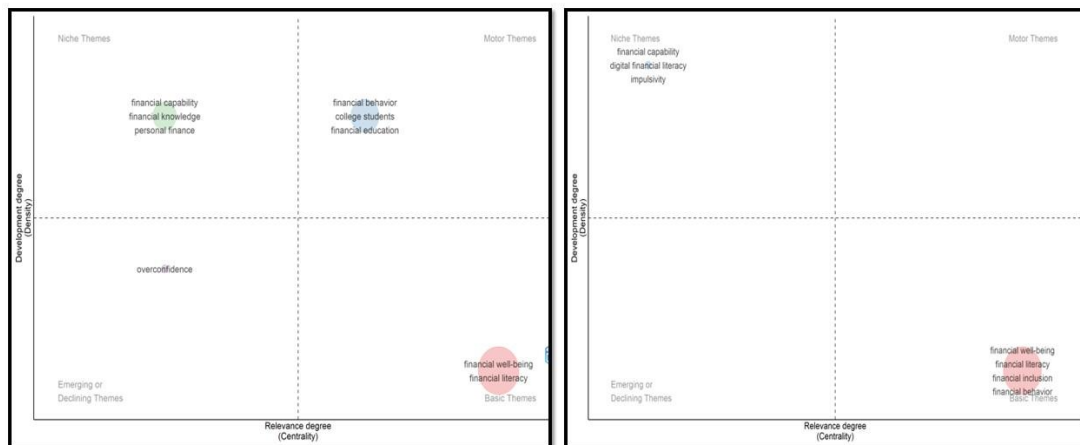 Niche Themes
Motor Themes
financial capability
financial knowledge
personal finance
financial behavior
college students
financial education
overconfidence
financial well-being
financial literacy
Emerging or
Declining Themes
Basic Themes
Development degree
(Density)
Relevance degree
(Centrality)
Niche Themes
Motor Themes
financial capability
digital financial literacy
impulsivity
financial well-being
financial literacy
financial inclusion
financial behavior
Emerging or
Declining Themes
Basic Themes
Development degree
(Density)
Relevance degree
(Centrality)